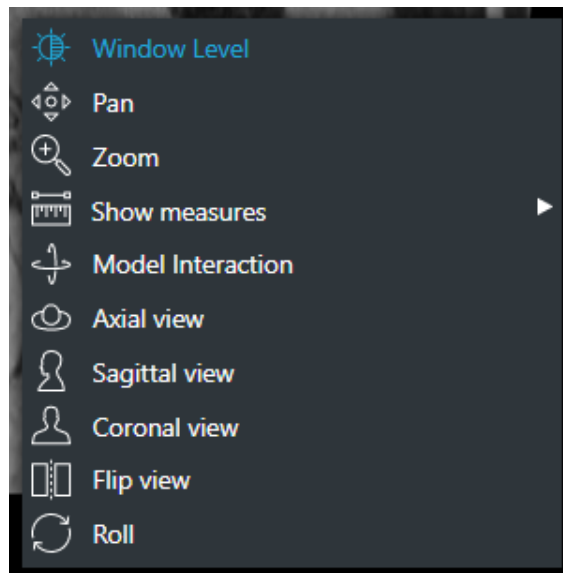 Window Level
Pan
Zoom
Show measures
Model Interaction
Axial view
Sagittal view
Coronal view
Flip view
Roll